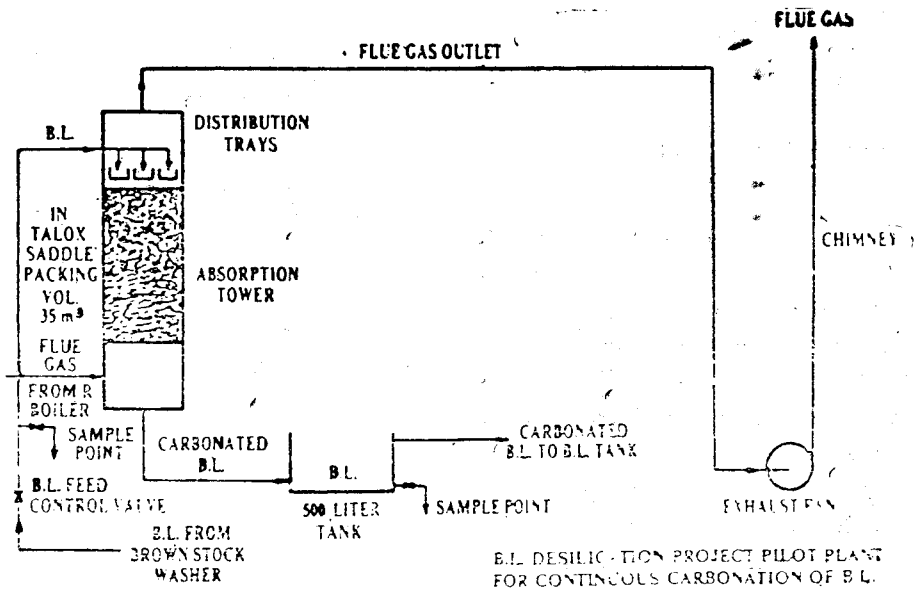 FLUE GAS
FLUE GAS OUTLET
B.L.
DISTRIBUTION
TRAYS
IN
TALOX
SADDLE
PACKING
VOL.
35 m³
ABSORPTION
TOWER
CHIMNEY
FLUE
GAS
FROM R
BOILER
SAMPLE
POINT
CARBONATED
B.L.
B.L.
500 LITER
TANK
CARBONATED
B.L. TO B.L. TANK
SAMPLE POINT
EXHAUST FAN
B.L. FEED
CONTROL VALVE
B.L. FROM
BROWN STOCK
WASHER
B.L. PROJECT PILOT PLANT
FOR CONTINUOUS CARBONATION OF B.L.